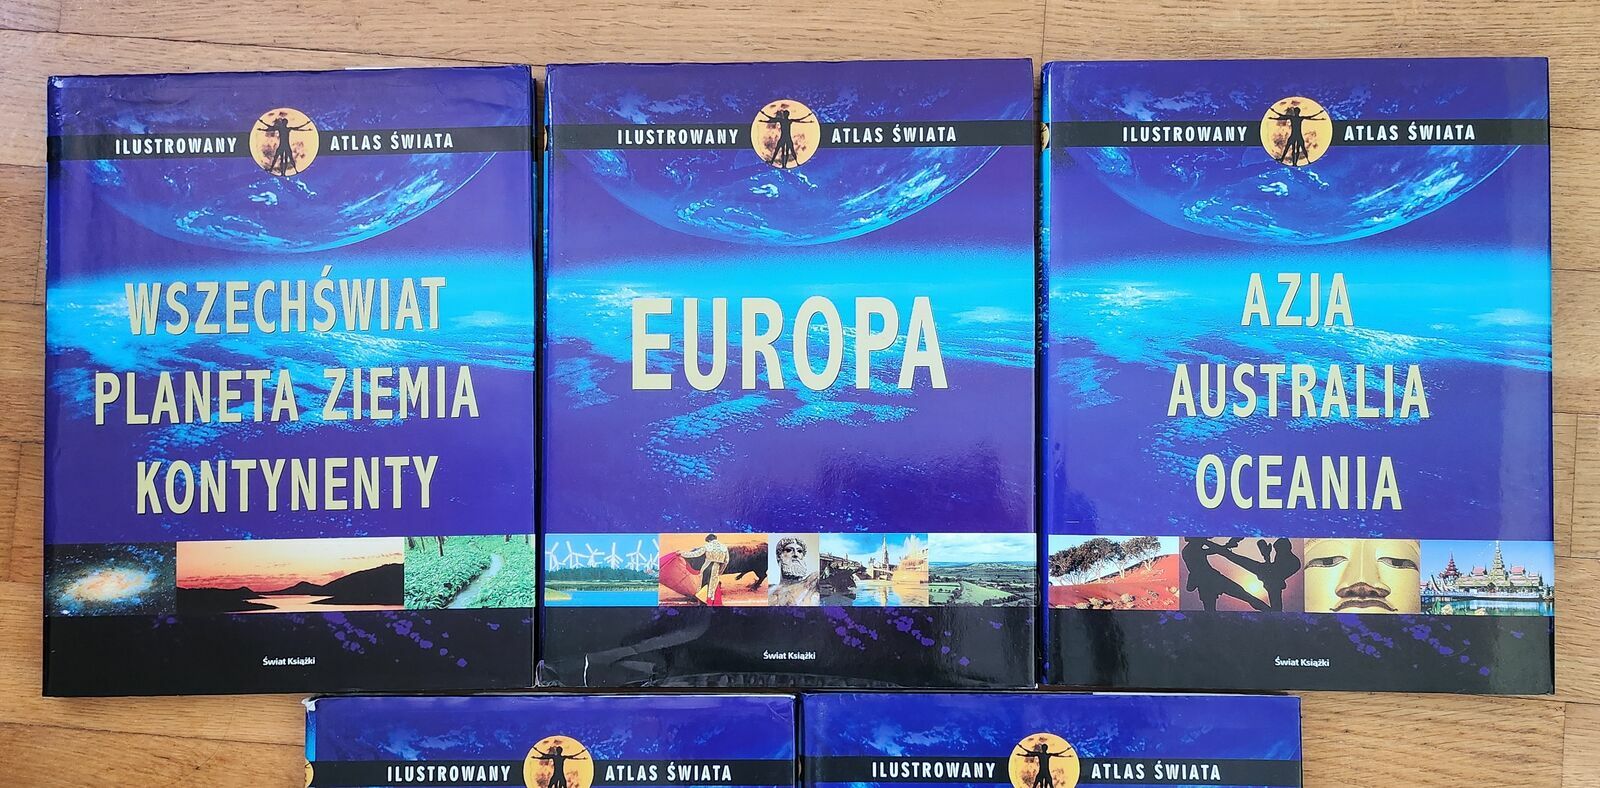 ILUSTROWANY ATLAS ŚWIATA
WSZECHŚWIAT
PLANETA ZIEMIA
KONTYNENTY
Świat Książki
ILUSTROWANY ATLAS ŚWIATA
EUROPA
Świat Książki
ILUSTROWANY ATLAS ŚWIATA
AZJA
AUSTRALIA
OCEANIA
Świat Książki
ILUSTROWANY ATLAS ŚWIATA
ILUSTROWANY ATLAS ŚWIATA